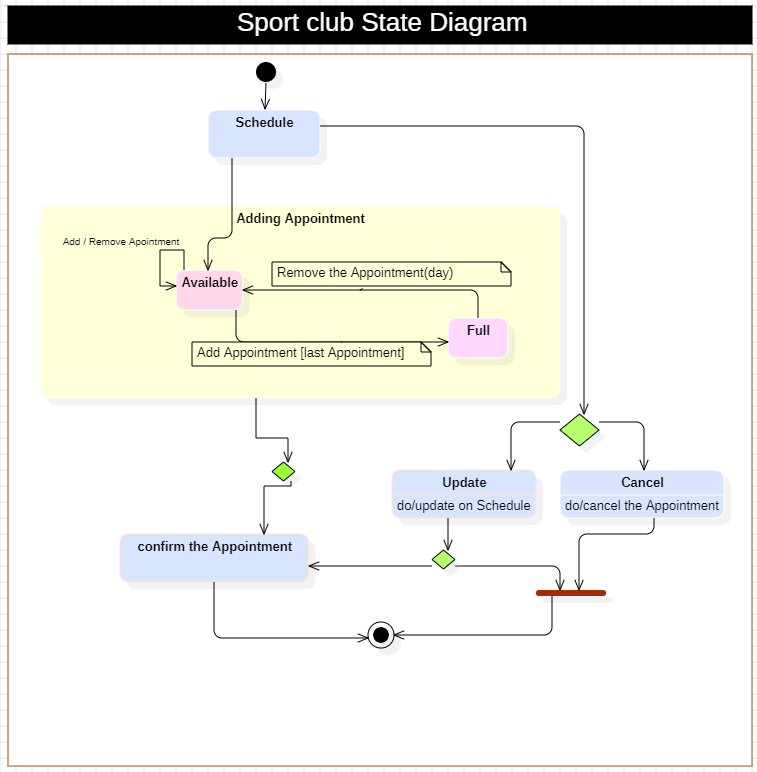 Sport club State Diagram
Schedule
Adding Appointment
Add / Remove Apointment
Remove the Appointment(day)
Available
Full
Add Appointment [last Appointment]
Update
do/update on Schedule
Cancel
do/cancel the Appointment
confirm the Appointment